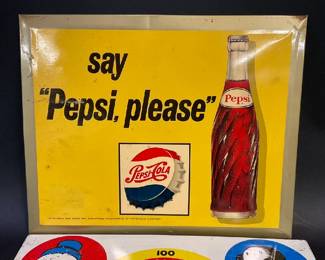 say
"Pepsi, please"
Pepsi
PEPSI-COLA
100